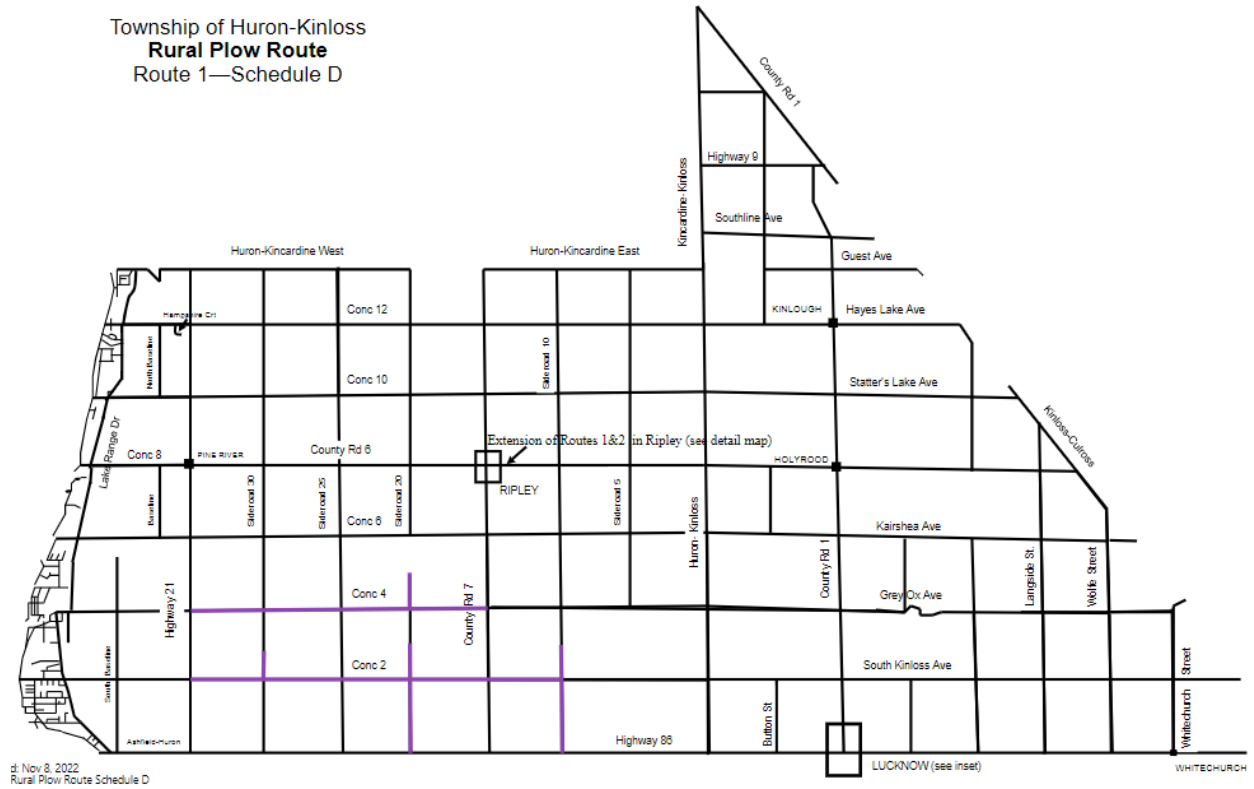 Township of Huron-Kinloss
Rural Plow Route
Route 1—Schedule D
County Rd 1
Highway 9
Kincardine-Kinloss
Southline Ave
Huron-Kincardine West
Huron-Kincardine East
Guest Ave
Conc 12
Hampshire Crt
KINLOUGH
Hayes Lake Ave
North Baseline
Sideroad 10
Conc 10
Statter's Lake Ave
Lake Range Dr
Kinloss-Culross
Extension of Routes 1&2 in Ripley (see detail map)
Conc 8
PINE RIVER
County Rd 6
HOLYROOD
RIPLEY
Baseline
Sideroad 30
Sideroad 25
Sideroad 20
Sideroad 5
Conc 6
Huron- Kinloss
Kairshea Ave
County Rd 1
Langside St.
Wolfe Street
Highway 21
Conc 4
County Rd 7
Grey Ox Ave
South Baseline
Conc 2
South Kinloss Ave
Button St
Whitechurch Street
Ashfield-Huron
Highway 86
LUCKNOW (see inset)
WHITECHURCH
d: Nov 8, 2022
Rural Plow Route Schedule D